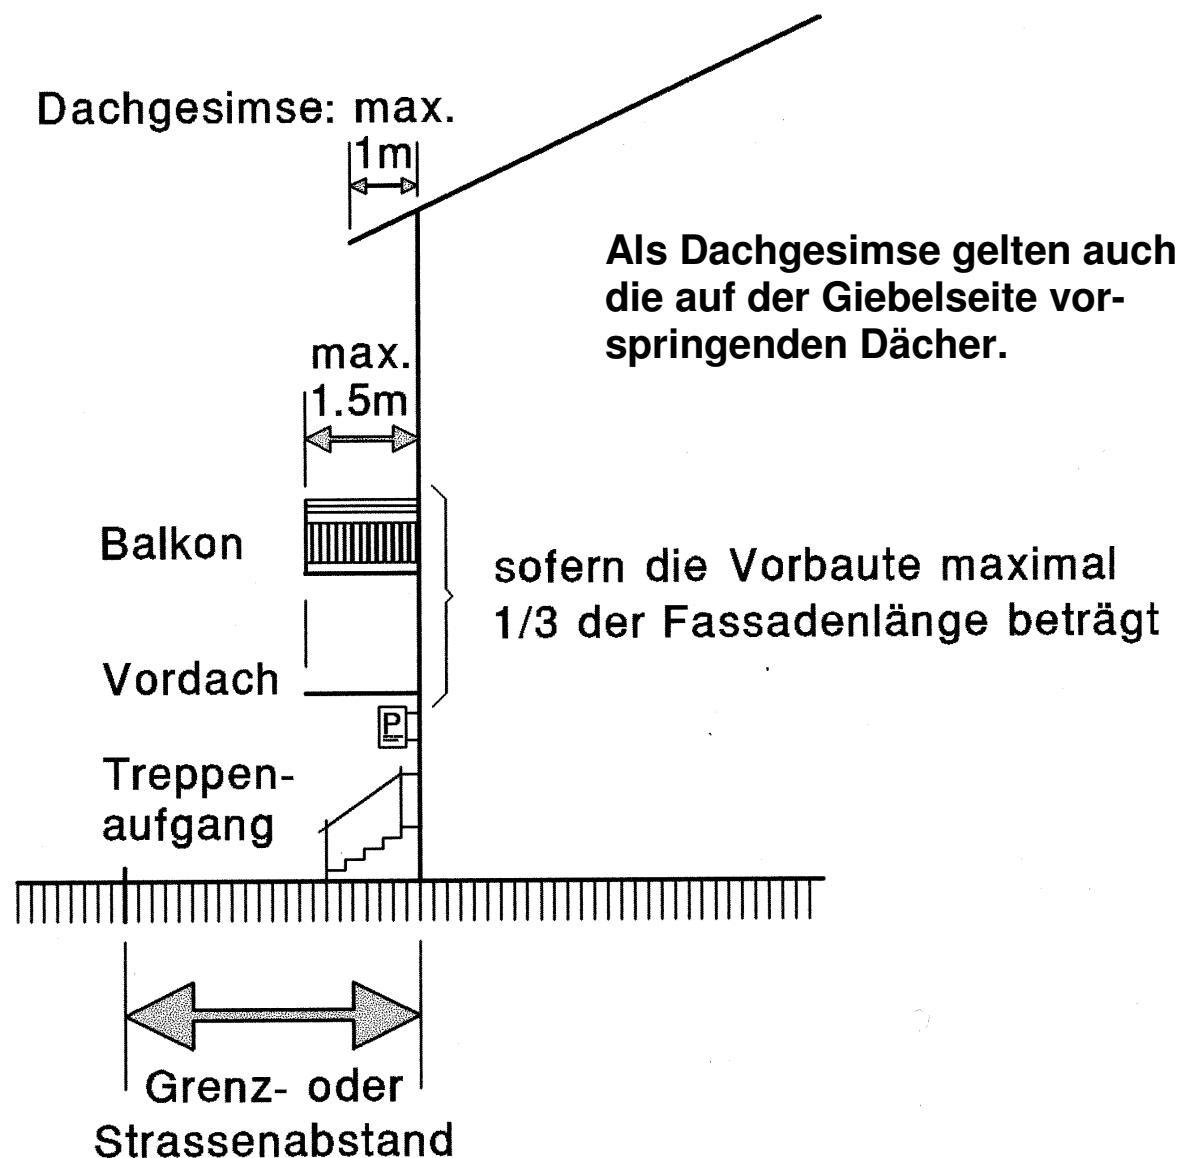 Dachgesimse: max.
1m
Als Dachgesimse gelten auch
die auf der Giebelseite vor-
springenden Dächer.
max.
1.5m
Balkon
sofern die Vorbaute maximal
1/3 der Fassadenlänge beträgt
Vordach
P
Treppen-
aufgang
Grenz- oder
Strassenabstand